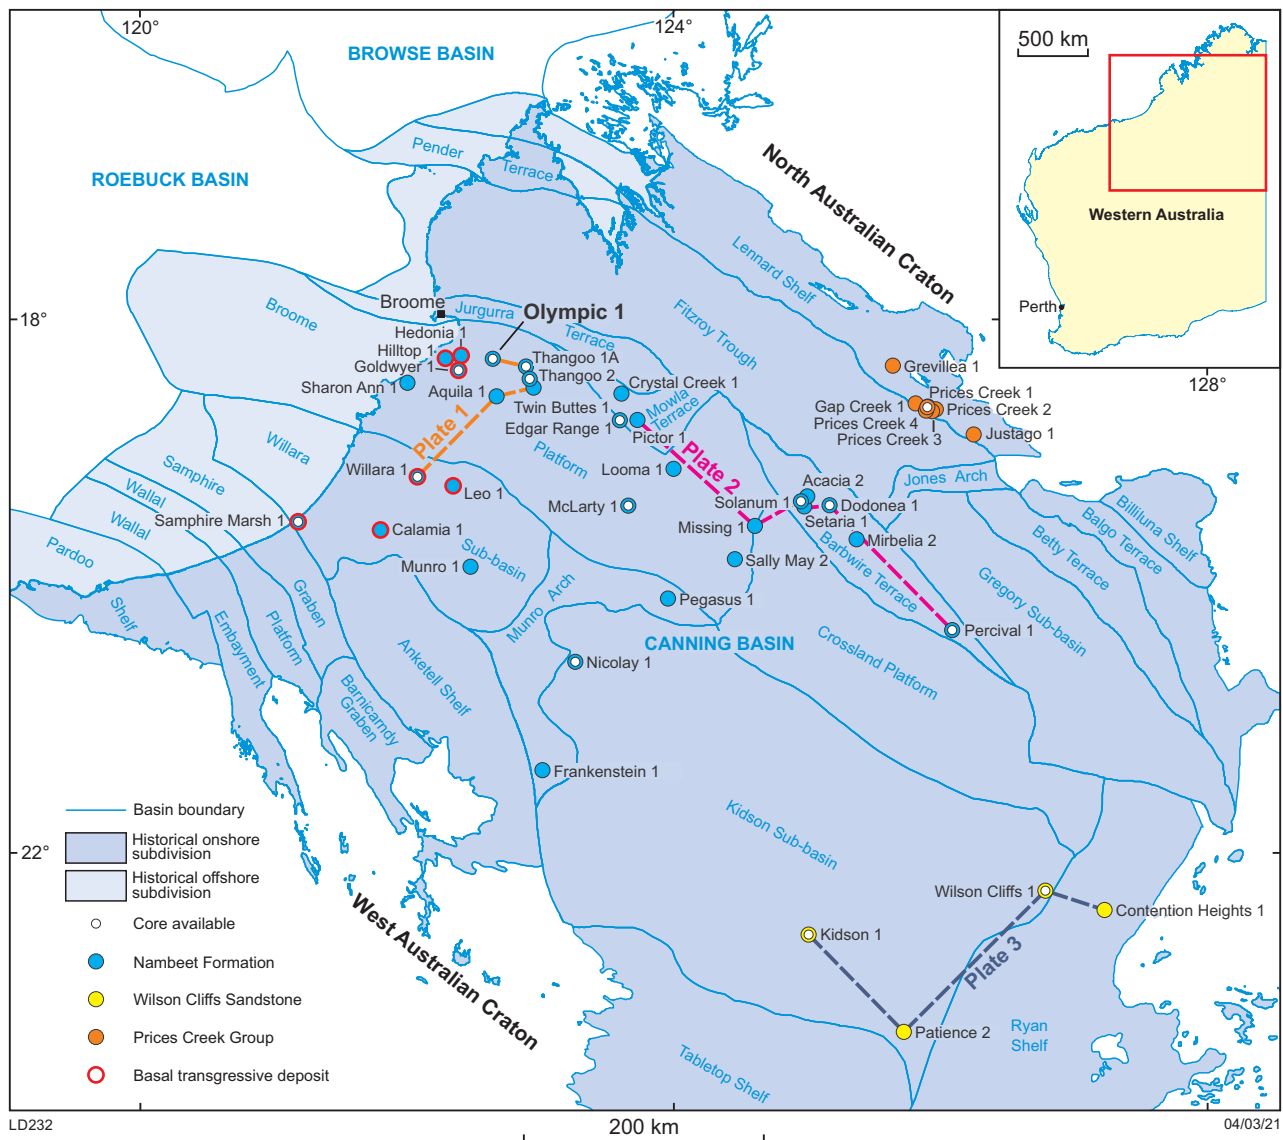 120°
124°
BROWSE BASIN
500 km
Western Australia
Perth
128°
Pender
Terrace
ROEBUCK BASIN
North Australian Craton
Lennard Shelf
18°
Broome
Broome
Jurgurra
Terrace
Olympic 1
Fitzroy Trough
Hedonia 1
Hilltop 1
Goldwyer 1
Sharon Ann 1
Thangoo 1A
Thangoo 2
Aquila 1
Twin Buttes 1
Crystal Creek 1
Edgar Range 1
Mowla
Terrace
Pictor 1
Grevillea 1
Prices Creek 1
Gap Creek 1
Prices Creek 2
Prices Creek 4
Prices Creek 3
Justago 1
Plate 1
Plate 2
Willara
Platform
Willara 1
Leo 1
Looma 1
McLarty 1
Acacia 2
Solanum 1
Dodonea 1
Setaria 1
Missing 1
Mirbelia 2
Sally May 2
Jones Arch
Samphire
Wallal
Wallal
Samphire Marsh 1
Calamia 1
Munro 1
Sub-basin
Pardoo
Shelf
Embayment
Platform
Graben
Munro Arch
Pegasus 1
CANNING BASIN
Barbwire Terrace
Percival 1
Billiluna Shelf
Balgo Terrace
Betty Terrace
Gregory Sub-basin
Crossland Platform
Nicolay 1
Anketell Shelf
Barnicarndy
Graben
Frankenstein 1
Kidson Sub-basin
Wilson Cliffs 1
Contention Heights 1
Kidson 1
Plate 3
Patience 2
Ryan
Shelf
Tabletop Shelf
West Australian Craton
22°
Basin boundary
Historical onshore
subdivision
Historical offshore
subdivision
Core available
Nambeet Formation
Wilson Cliffs Sandstone
Prices Creek Group
Basal transgressive deposit
LD232
200 km
04/03/21